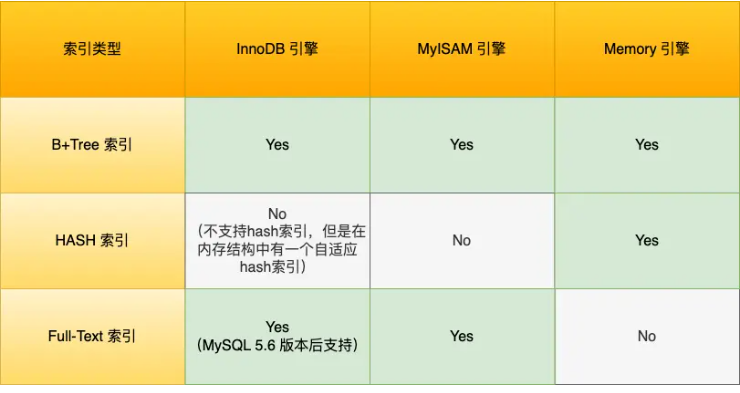 索引类型
InnoDB 引擎
MyISAM 引擎
Memory 引擎
B+Tree 索引
Yes
Yes
Yes
HASH 索引
No
（不支持hash索引，但是在
内存结构中有一个自适应
hash索引）
No
Yes
Full-Text 索引
Yes
（MySQL 5.6 版本后支持）
Yes
No